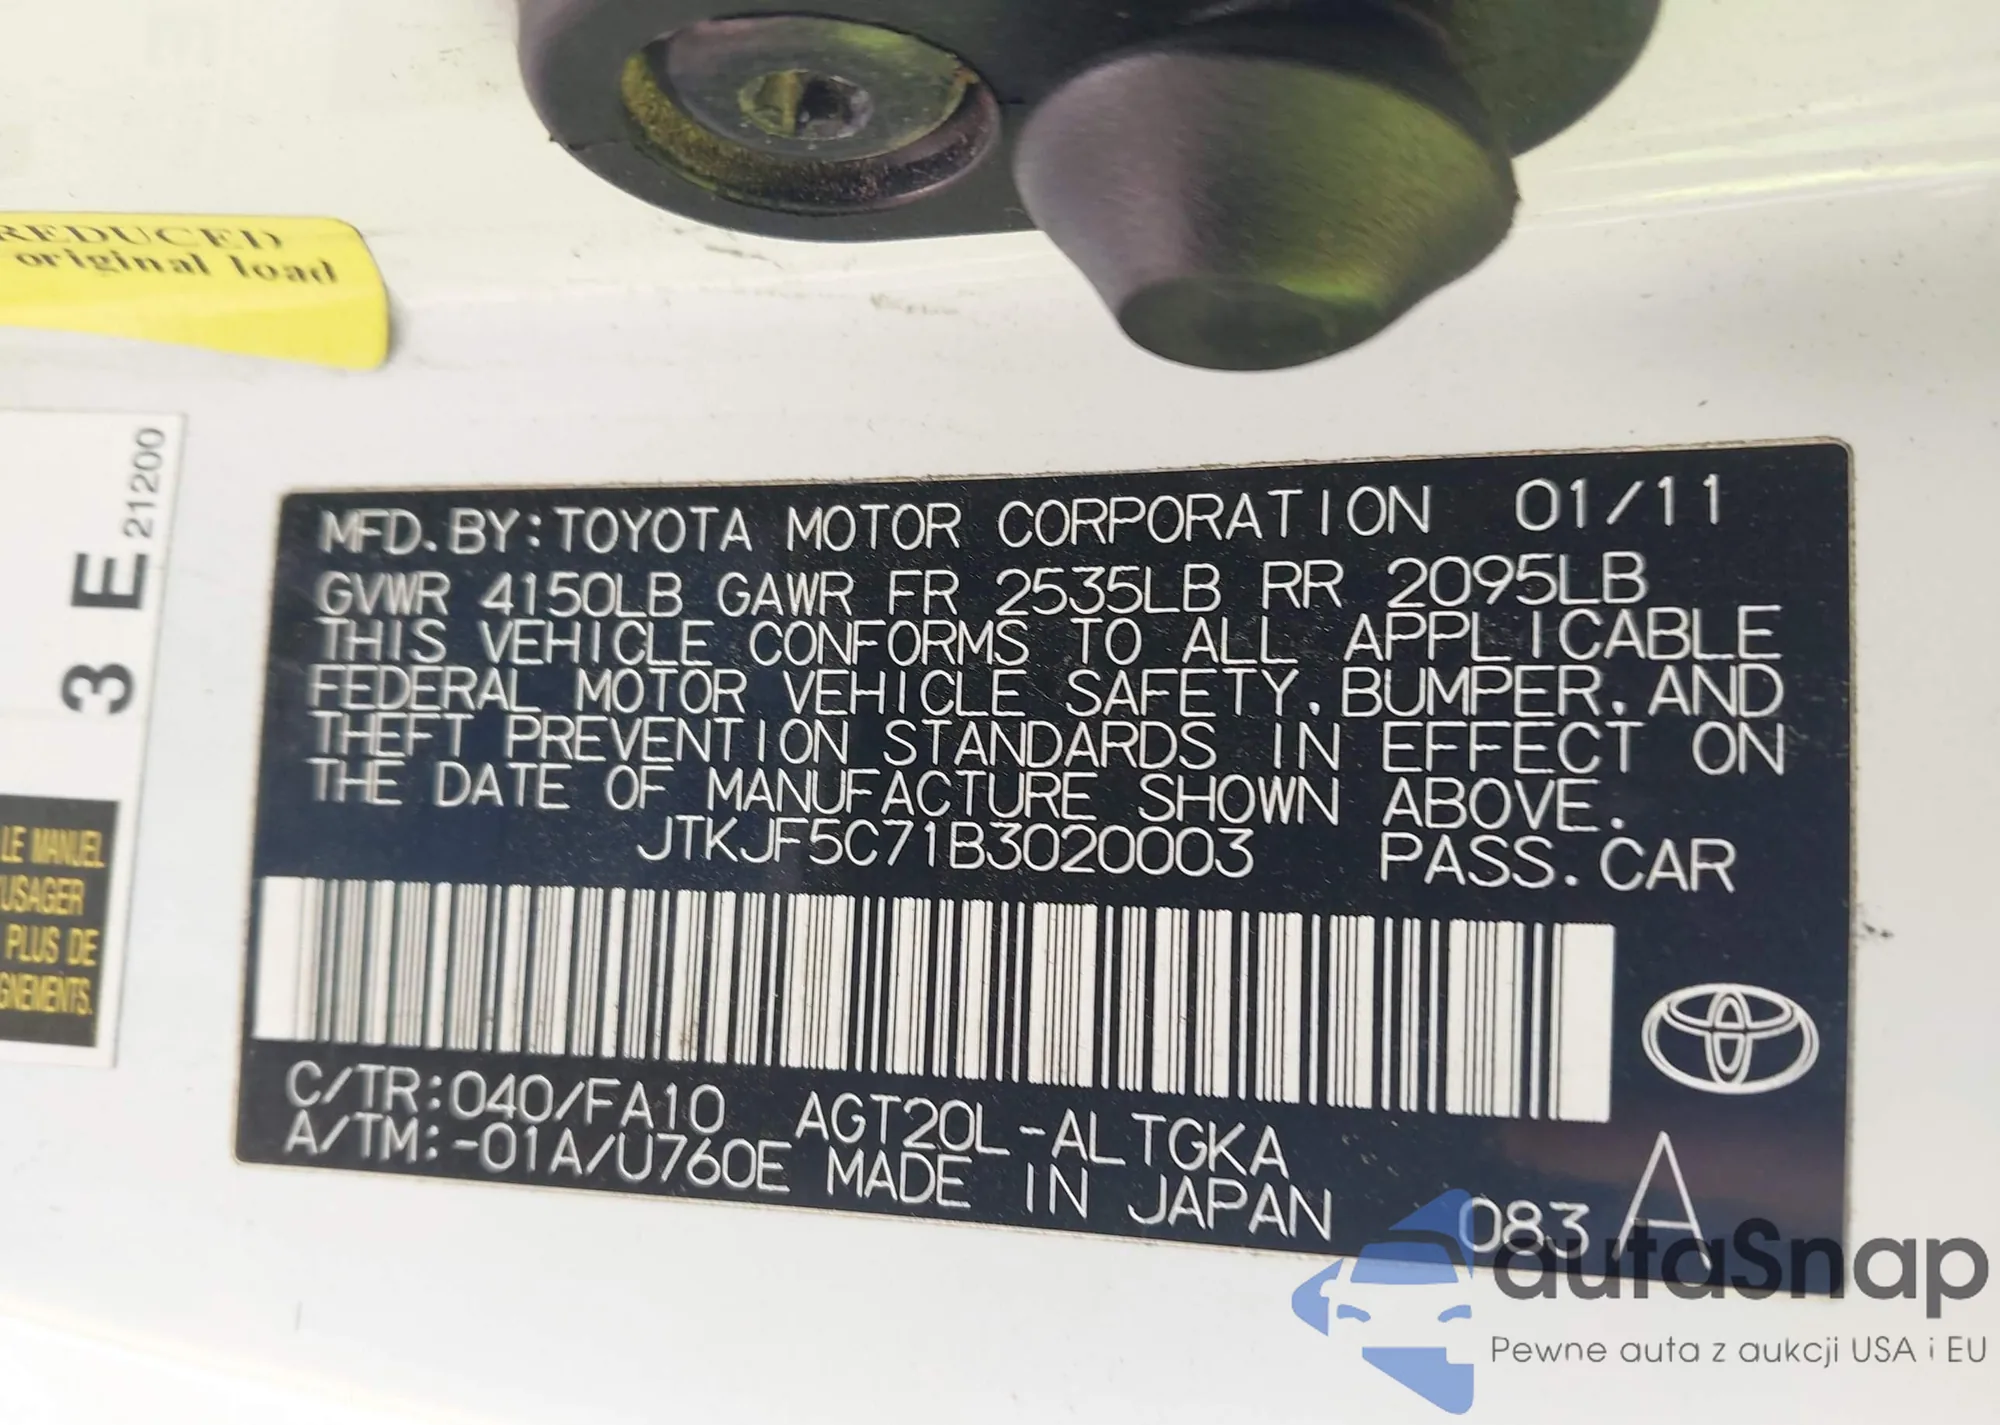 REDUCED
original load
3 E 21200
LE MANUEL
USAGER
PLUS DE
GNEMENTS.
MFD. BY: TOYOTA MOTOR CORPORATION 01/11
GVWR 4150LB GAWR FR 2535LB RR 2095LB
THIS VEHICLE CONFORMS TO ALL APPLICABLE
FEDERAL MOTOR VEHICLE SAFETY, BUMPER, AND
THEFT PREVENTION STANDARDS IN EFFECT ON
THE DATE OF MANUFACTURE SHOWN ABOVE.
JTKJF5C71B3020003 PASS. CAR
C/TR:040/FA10 AGT20L-ALTGKA
A/TM:-01A/U760E MADE IN JAPAN 083 A
autaSnap
Pewne auta z aukcji USA i EU